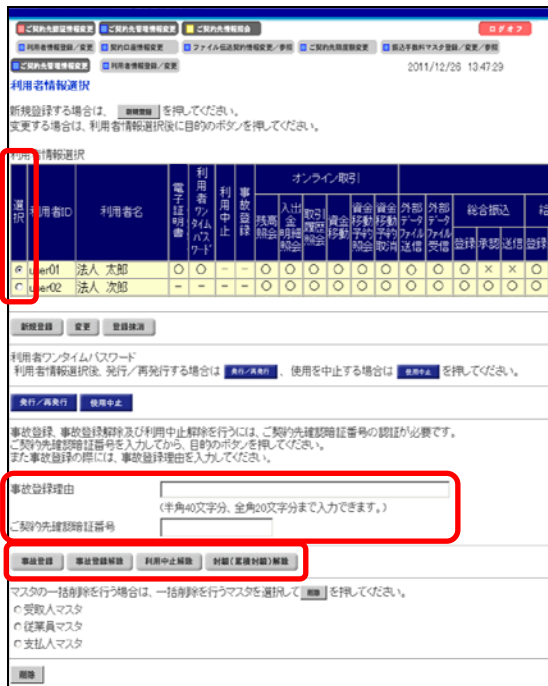 ご契約先認証情報変更 ご契約先管理情報変更 ご契約先情報照会 ログオフ
利用者情報登録／変更 契約口座情報変更 ファイル伝送契約情報変更／参照 ご契約先限度額変更 振込手数料マスタ登録／変更／参照
ご契約先管理情報変更 利用者情報登録／変更 2011/12/26 13:47:29
利用者情報選択
新規登録する場合は、 新規登録 を押してください。
変更する場合は、利用者情報選択後に目的のボタンを押してください。
利用者情報選択
選択 利用者ID 利用者名 電子証明書 利用者ワンタイムパスワード 利用中止 事故登録 オンライン取引
残高照会 入出金明細照会 取引履歴照会 資金移動 資金移動予約照会 資金移動予約取消 外部データファイル送信 外部データファイル受信 総合振込 給
登録 承認 送信 登録
user01 法人 太郎 ○ ○ － － ○ ○ ○ ○ ○ ○ ○ ○ ○ × × ○
user02 法人 次郎 － － － － ○ ○ ○ ○ ○ ○ ○ ○ ○ ○ ○ ○
新規登録 変更 登録抹消
利用者ワンタイムパスワード
利用者情報選択後、発行／再発行する場合は 発行／再発行 、使用を中止する場合は 使用中止 を押してください。
発行／再発行 使用中止
事故登録、事故登録解除及び利用中止解除を行うには、ご契約先確認暗証番号の認証が必要です。
ご契約先確認暗証番号を入力してから、目的のボタンを押してください。
また事故登録の際には、事故登録理由を入力してください。
事故登録理由
（半角40文字分、全角20文字分まで入力できます。）
ご契約先確認暗証番号
事故登録 事故登録解除 利用中止解除 封鎖（累積封鎖）解除
マスタの一括削除を行う場合は、一括削除を行うマスタを選択して 削除 を押してください。
受取人マスタ
従業員マスタ
支払人マスタ
削除